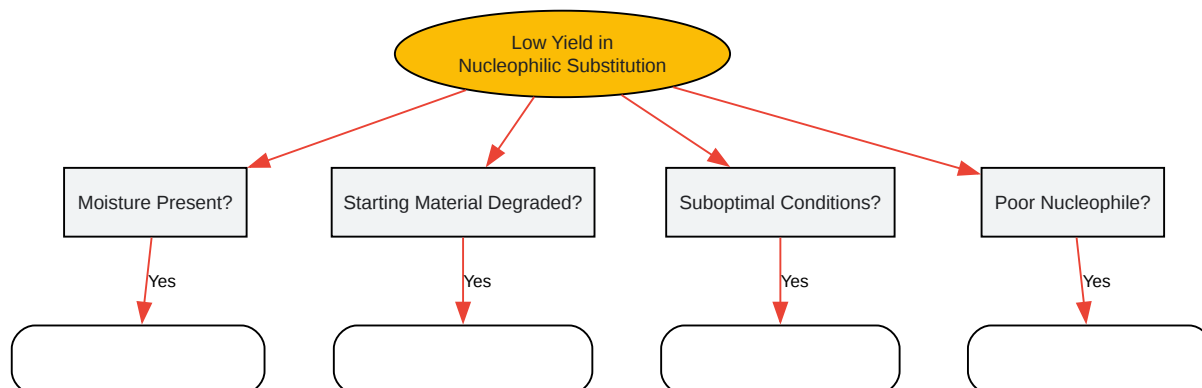 Low Yield in
Nucleophilic Substitution
Moisture Present?
Starting Material Degraded?
Suboptimal Conditions?
Poor Nucleophile?
Yes
Yes
Yes
Yes